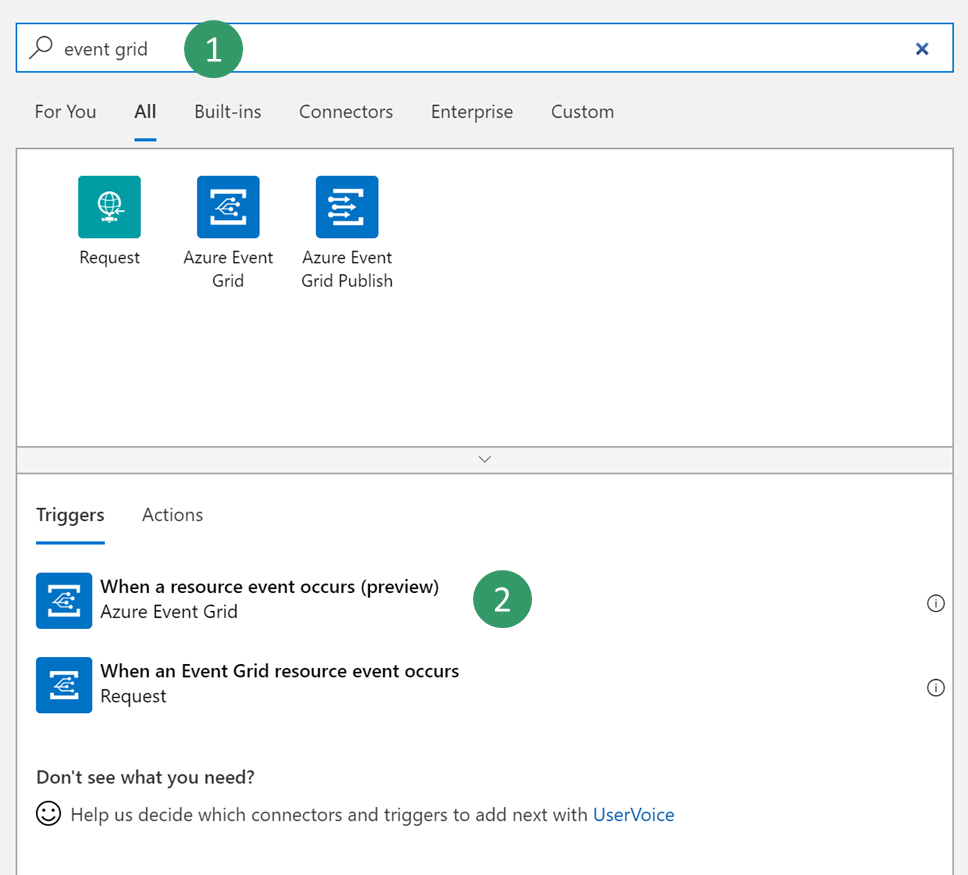 event grid 1
For You All Built-ins Connectors Enterprise Custom
Request Azure Event Grid Azure Event Grid Publish
Triggers Actions
When a resource event occurs (preview)
Azure Event Grid
2
When an Event Grid resource event occurs
Request
Don't see what you need?
Help us decide which connectors and triggers to add next with UserVoice